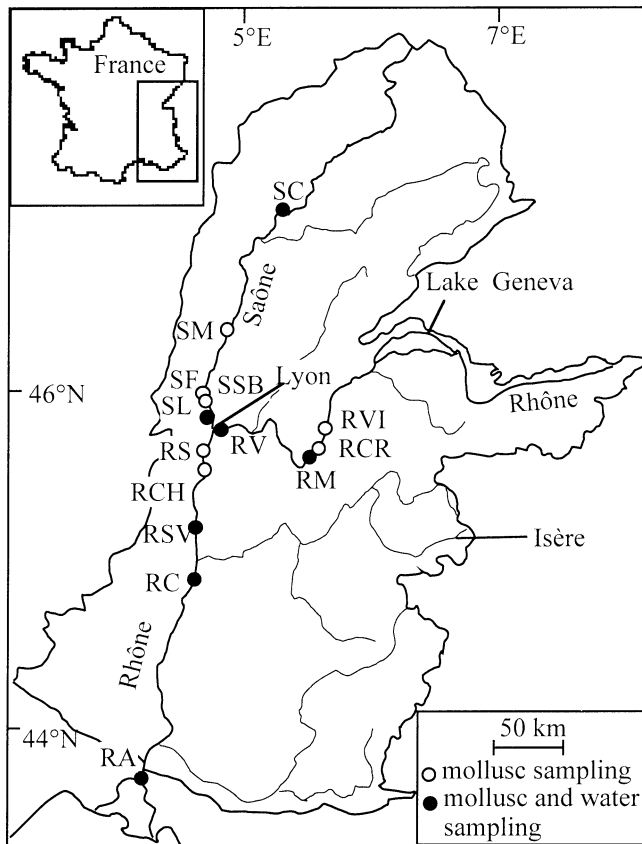 5°E
7°E
France
SC
Saône
Lake Geneva
SM
SF
SSB
Lyon
46°N
SL
Rhône
RV
RVI
RS
RCR
RM
RCH
RSV
Isère
RC
Rhône
44°N
50 km
RA
mollusc sampling
mollusc and water
sampling